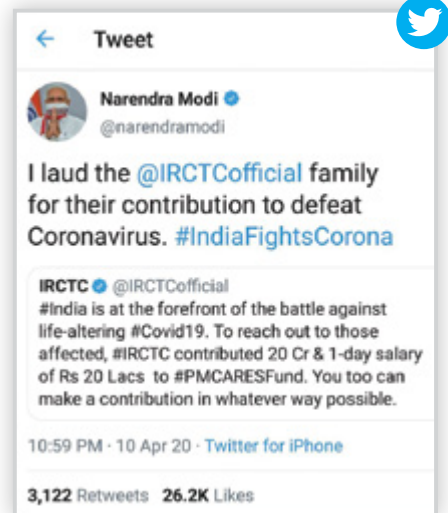 Tweet
Narendra Modi
@narendramodi
I laud the @IRCTCofficial family
for their contribution to defeat
Coronavirus. #IndiaFightsCorona
IRCTC @IRCTCofficial
#India is at the forefront of the battle against
life-altering #Covid19. To reach out to those
affected, #IRCTC contributed 20 Cr & 1-day salary
of Rs 20 Lacs to #PMCARESFund. You too can
make a contribution in whatever way possible.
10:59 PM · 10 Apr 20 · Twitter for iPhone
3,122 Retweets 26.2K Likes